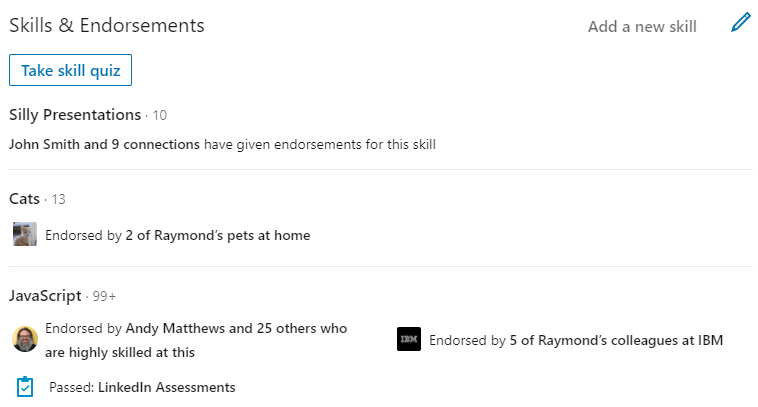 Skills & Endorsements
Add a new skill
Take skill quiz
Silly Presentations · 10
John Smith and 9 connections have given endorsements for this skill
Cats · 13
Endorsed by 2 of Raymond's pets at home
JavaScript · 99+
Endorsed by Andy Matthews and 25 others who
are highly skilled at this
IBM
Endorsed by 5 of Raymond's colleagues at IBM
Passed: LinkedIn Assessments